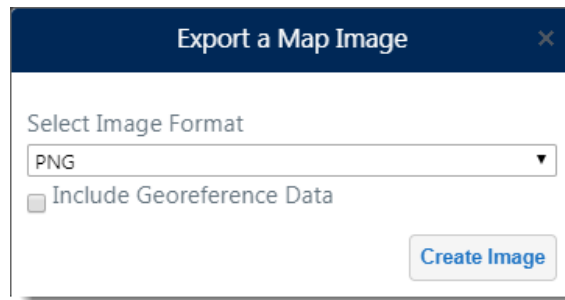 Export a Map Image
Select Image Format
PNG
Include Georeference Data
Create Image